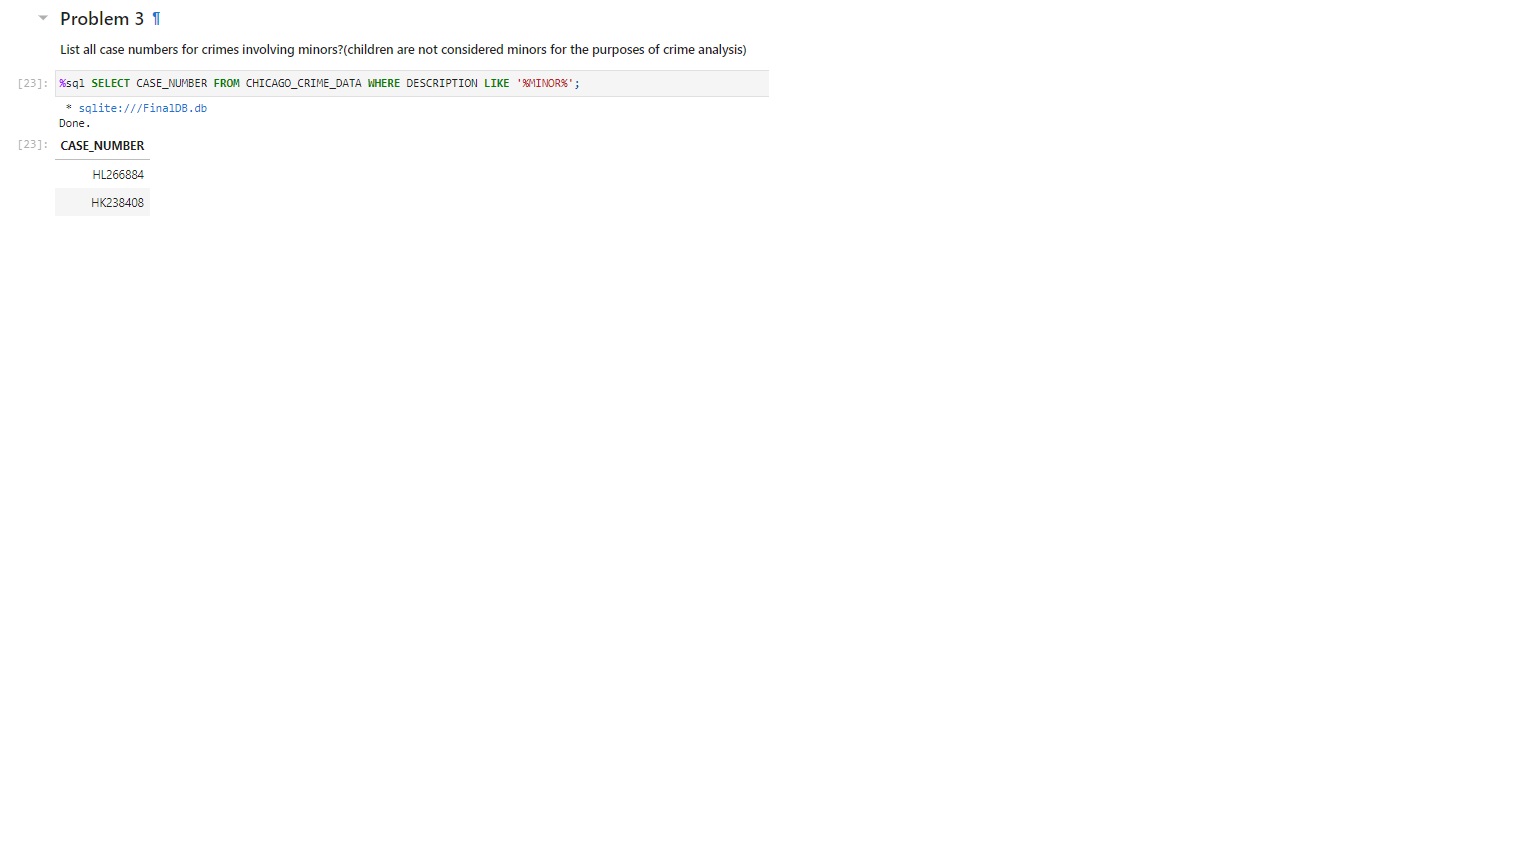 Problem 3 ¶
List all case numbers for crimes involving minors?(children are not considered minors for the purposes of crime analysis)
[23]: %sql SELECT CASE_NUMBER FROM CHICAGO_CRIME_DATA WHERE DESCRIPTION LIKE '%MINOR%';
* sqlite:///FinalDB.db
Done.
[23]: CASE_NUMBER
HL266884
HK238408